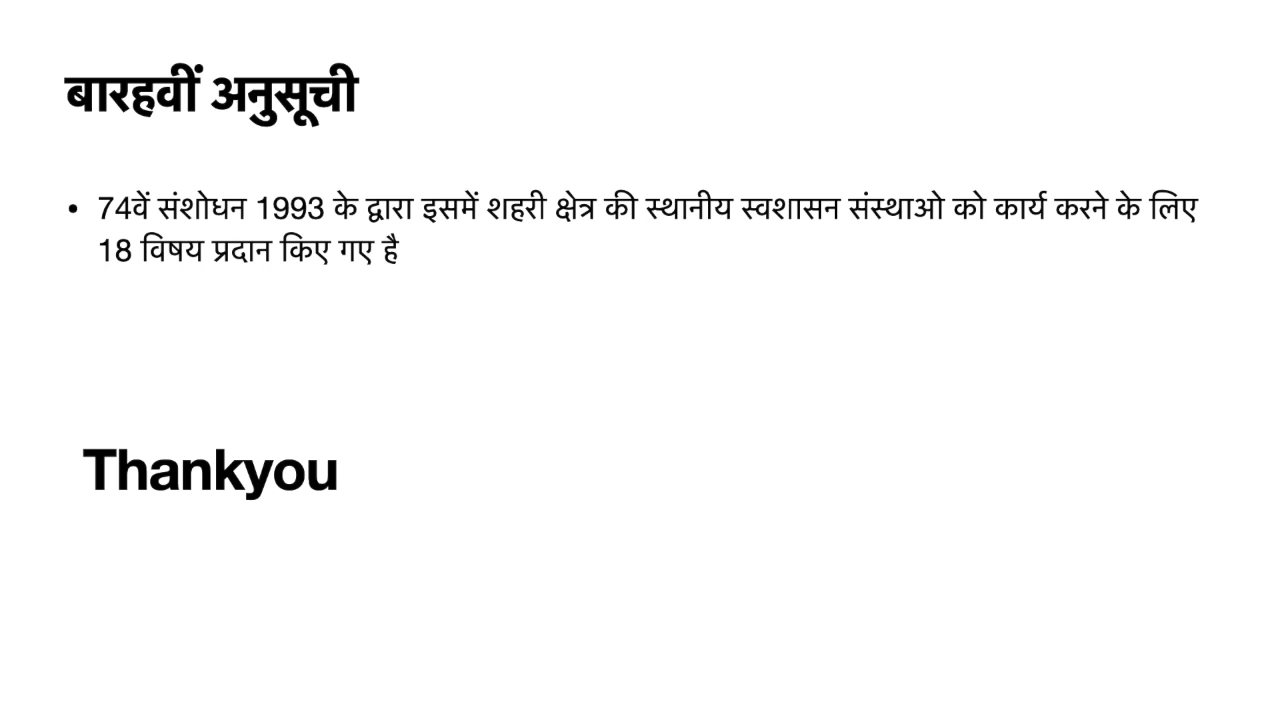 बारहवीं अनुसूची
• 74वें संशोधन 1993 के द्वारा इसमें शहरी क्षेत्र की स्थानीय स्वशासन संस्थाओ को कार्य करने के लिए
18 विषय प्रदान किए गए है
Thankyou